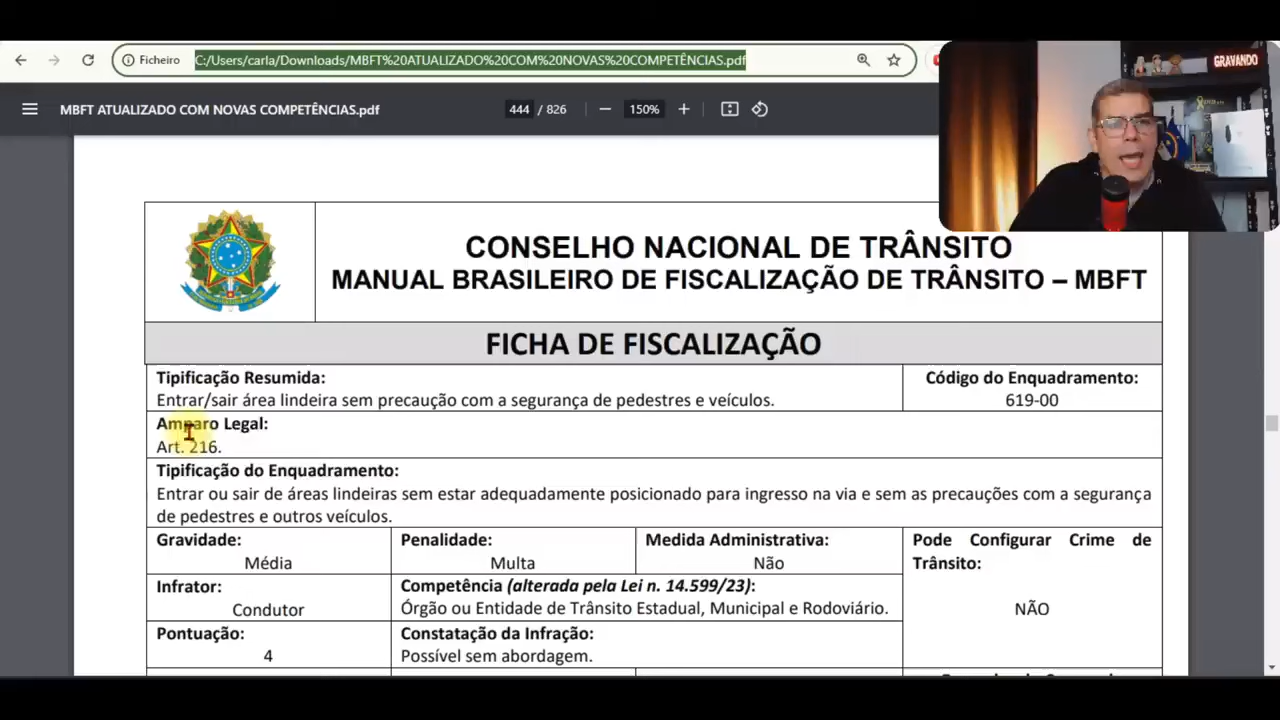 Ficheiro C:/Users/carla/Downloads/MBFT%20ATUALIZADO%20COM%20NOVAS%20COMPETÊNCIAS.pdf
GRAVANDO
MBFT ATUALIZADO COM NOVAS COMPETÊNCIAS.pdf 444 / 826 150%
CONSELHO NACIONAL DE TRÂNSITO
MANUAL BRASILEIRO DE FISCALIZAÇÃO DE TRÂNSITO – MBFT
FICHA DE FISCALIZAÇÃO
Tipificação Resumida:
Entrar/sair área lindeira sem precaução com a segurança de pedestres e veículos.
Código do Enquadramento:
619-00
Amparo Legal:
Art. 216.
Tipificação do Enquadramento:
Entrar ou sair de áreas lindeiras sem estar adequadamente posicionado para ingresso na via e sem as precauções com a segurança
de pedestres e outros veículos.
Gravidade:
Média
Penalidade:
Multa
Medida Administrativa:
Não
Pode Configurar Crime de
Trânsito:
NÃO
Infrator:
Condutor
Competência (alterada pela Lei n. 14.599/23):
Órgão ou Entidade de Trânsito Estadual, Municipal e Rodoviário.
Pontuação:
4
Constatação da Infração:
Possível sem abordagem.